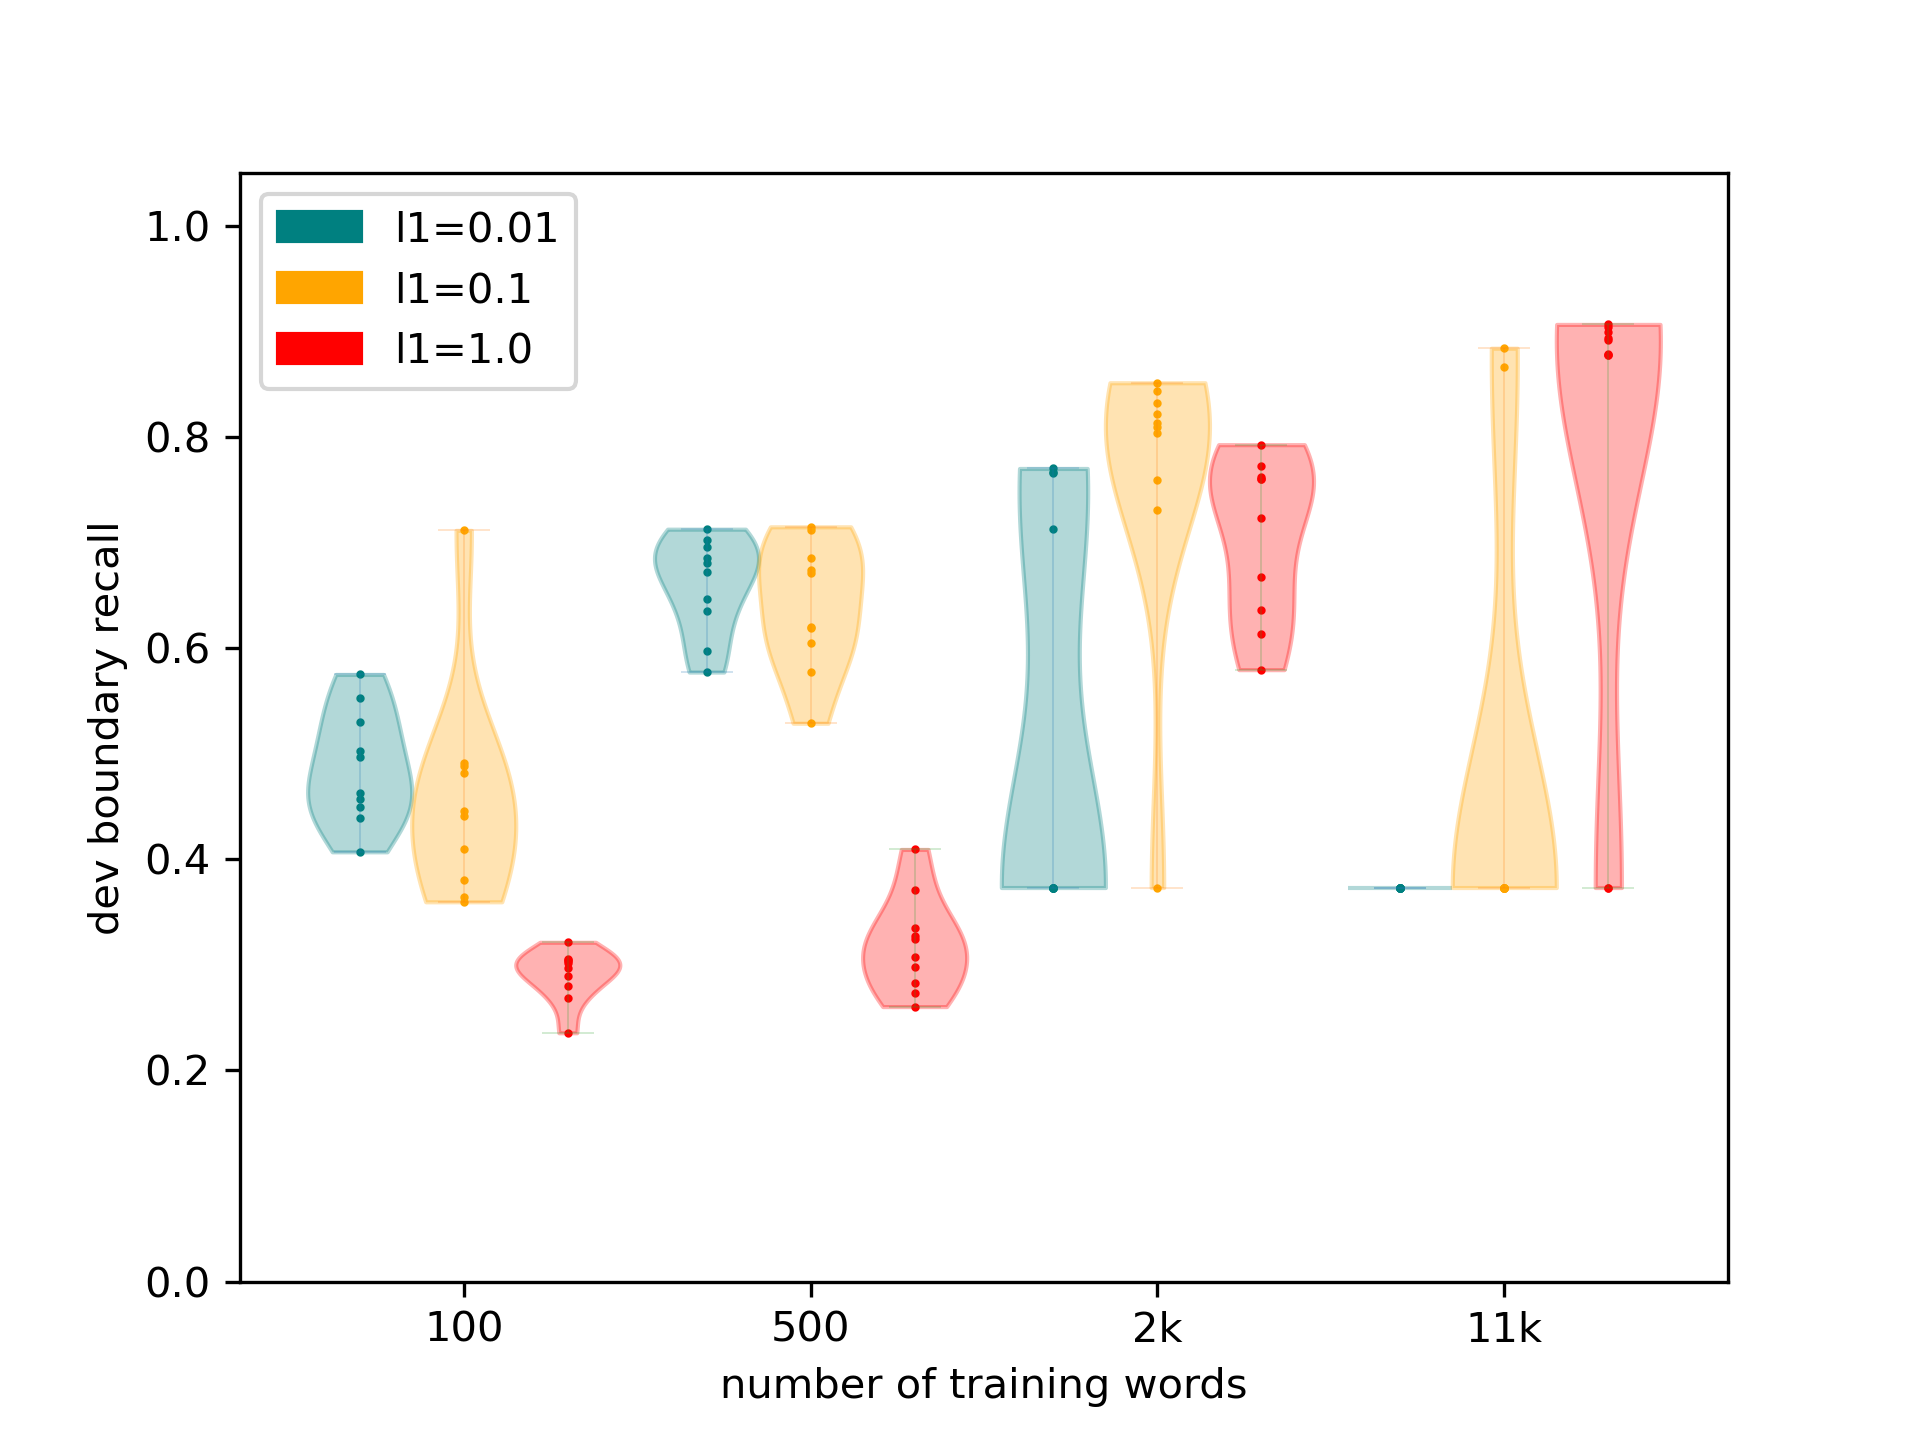 l1=0.01
l1=0.1
l1=1.0
1.0
0.8
0.6
0.4
0.2
0.0
dev boundary recall
100 500 2k 11k
number of training words